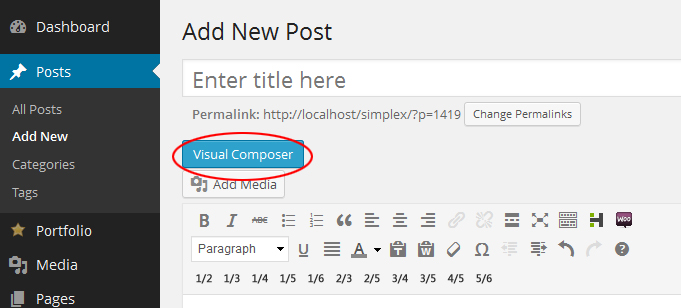 Dashboard
Posts
All Posts
Add New
Categories
Tags
Portfolio
Media
Pages
Add New Post
Enter title here
Permalink: http://localhost/simplex/?p=1419 Change Permalinks
Visual Composer
Add Media
B I ABC
Paragraph U A T W Ω ?
1/2 1/3 1/4 1/5 1/6 2/3 2/5 3/4 3/5 4/5 5/6